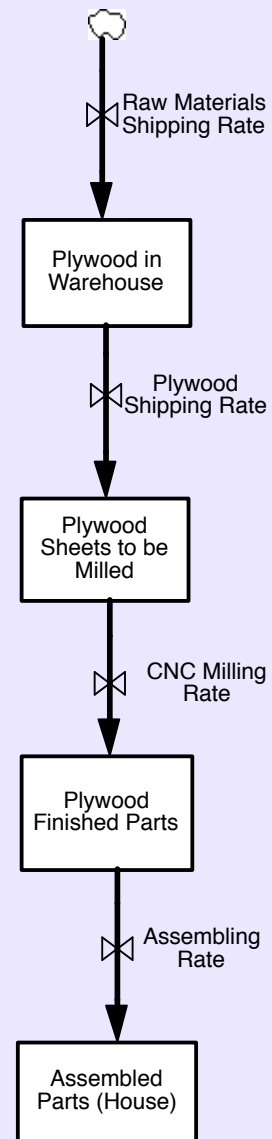 Raw Materials
Shipping Rate
Plywood in
Warehouse
Plywood
Shipping Rate
Plywood
Sheets to be
Milled
CNC Milling
Rate
Plywood
Finished Parts
Assembling
Rate
Assembled
Parts (House)